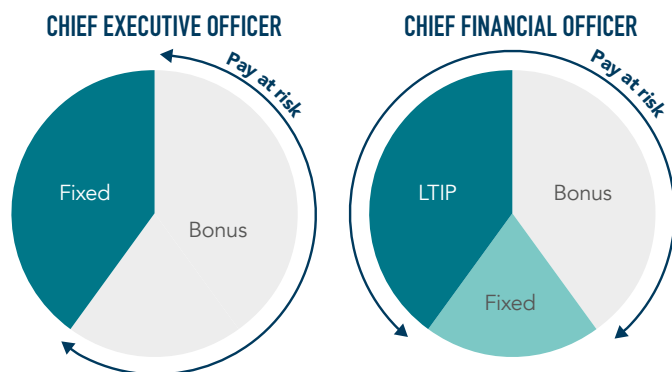 CHIEF EXECUTIVE OFFICER
Pay at risk
Fixed
Bonus
CHIEF FINANCIAL OFFICER
Pay at risk
LTIP
Bonus
Fixed